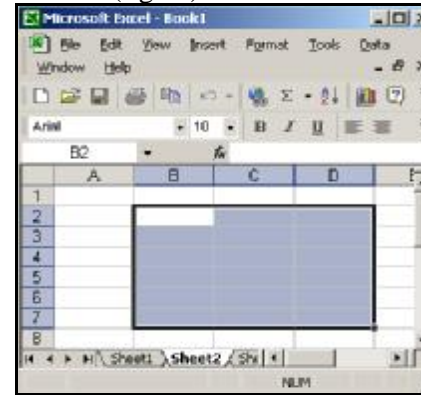 Microsoft Excel - Book1
File Edit View Insert Format Tools Data
Window Help
Arial 10 B I U
B2 fx
A B C D
1
2
3
4
5
6
7
8
Sheet1 Sheet2
NUM